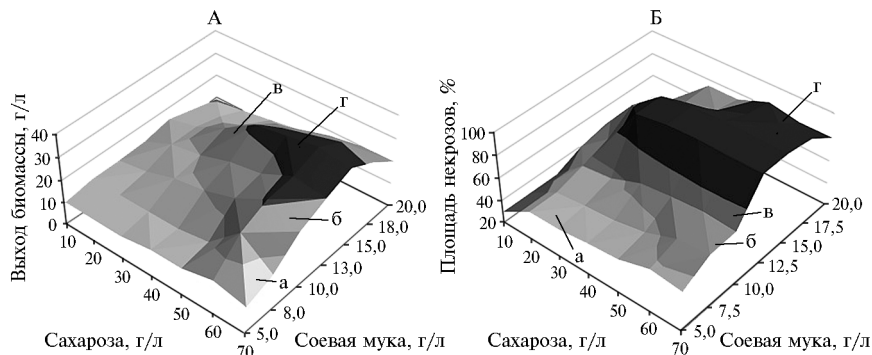 А
Выход биомассы, г/л
40
30
20
10
0
10
20
30
40
50
60
70
Сахароза, г/л
5,0
8,0
10,0
13,0
15,0
18,0
20,0
Соевая мука, г/л
в
г
б
а
Б
Площадь некрозов, %
100
80
60
40
20
10
20
30
40
50
60
70
Сахароза, г/л
5,0
7,5
10,0
12,5
15,0
17,5
20,0
Соевая мука, г/л
г
в
б
а